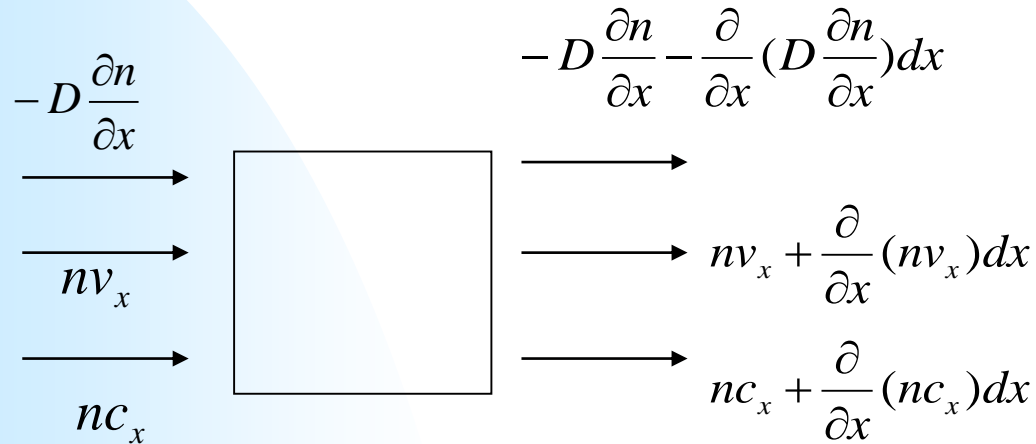 −D ∂n/∂x
−D ∂n/∂x − ∂/∂x (D ∂n/∂x)dx
nv_x
nv_x + ∂/∂x (nv_x)dx
nc_x
nc_x + ∂/∂x (nc_x)dx